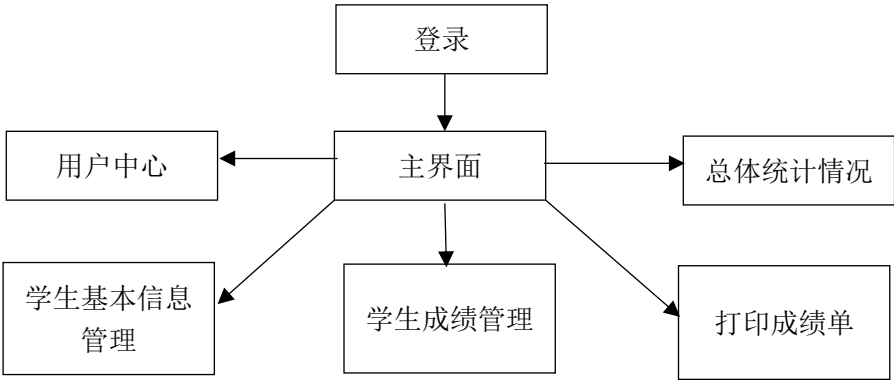 登录
用户中心
主界面
总体统计情况
学生基本信息
管理
学生成绩管理
打印成绩单